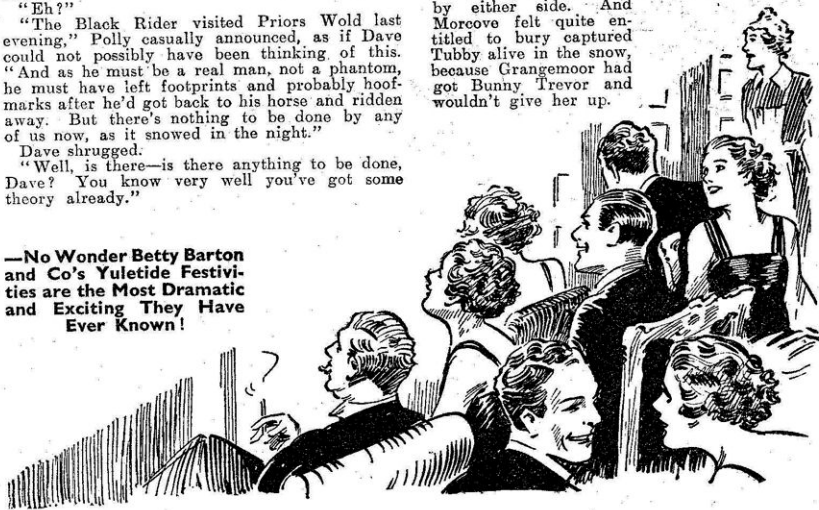 "Eh?"
"The Black Rider visited Priors Wold last
evening," Polly casually announced, as if Dave
could not possibly have been thinking of this.
"And as he must be a real man, not a phantom,
he must have left footprints and probably hoof-
marks after he'd got back to his horse and ridden
away. But there's nothing to be done by any
of us now, as it snowed in the night."
Dave shrugged.
"Well, is there—is there anything to be done,
Dave? You know very well you've got some
theory already."
—No Wonder Betty Barton
and Co's Yuletide Festivi-
ties are the Most Dramatic
and Exciting They Have
Ever Known!
by either side. And
Morcove felt quite en-
titled to bury captured
Tubby alive in the snow,
because Grangemoor had
got Bunny Trevor and
wouldn't give her up.